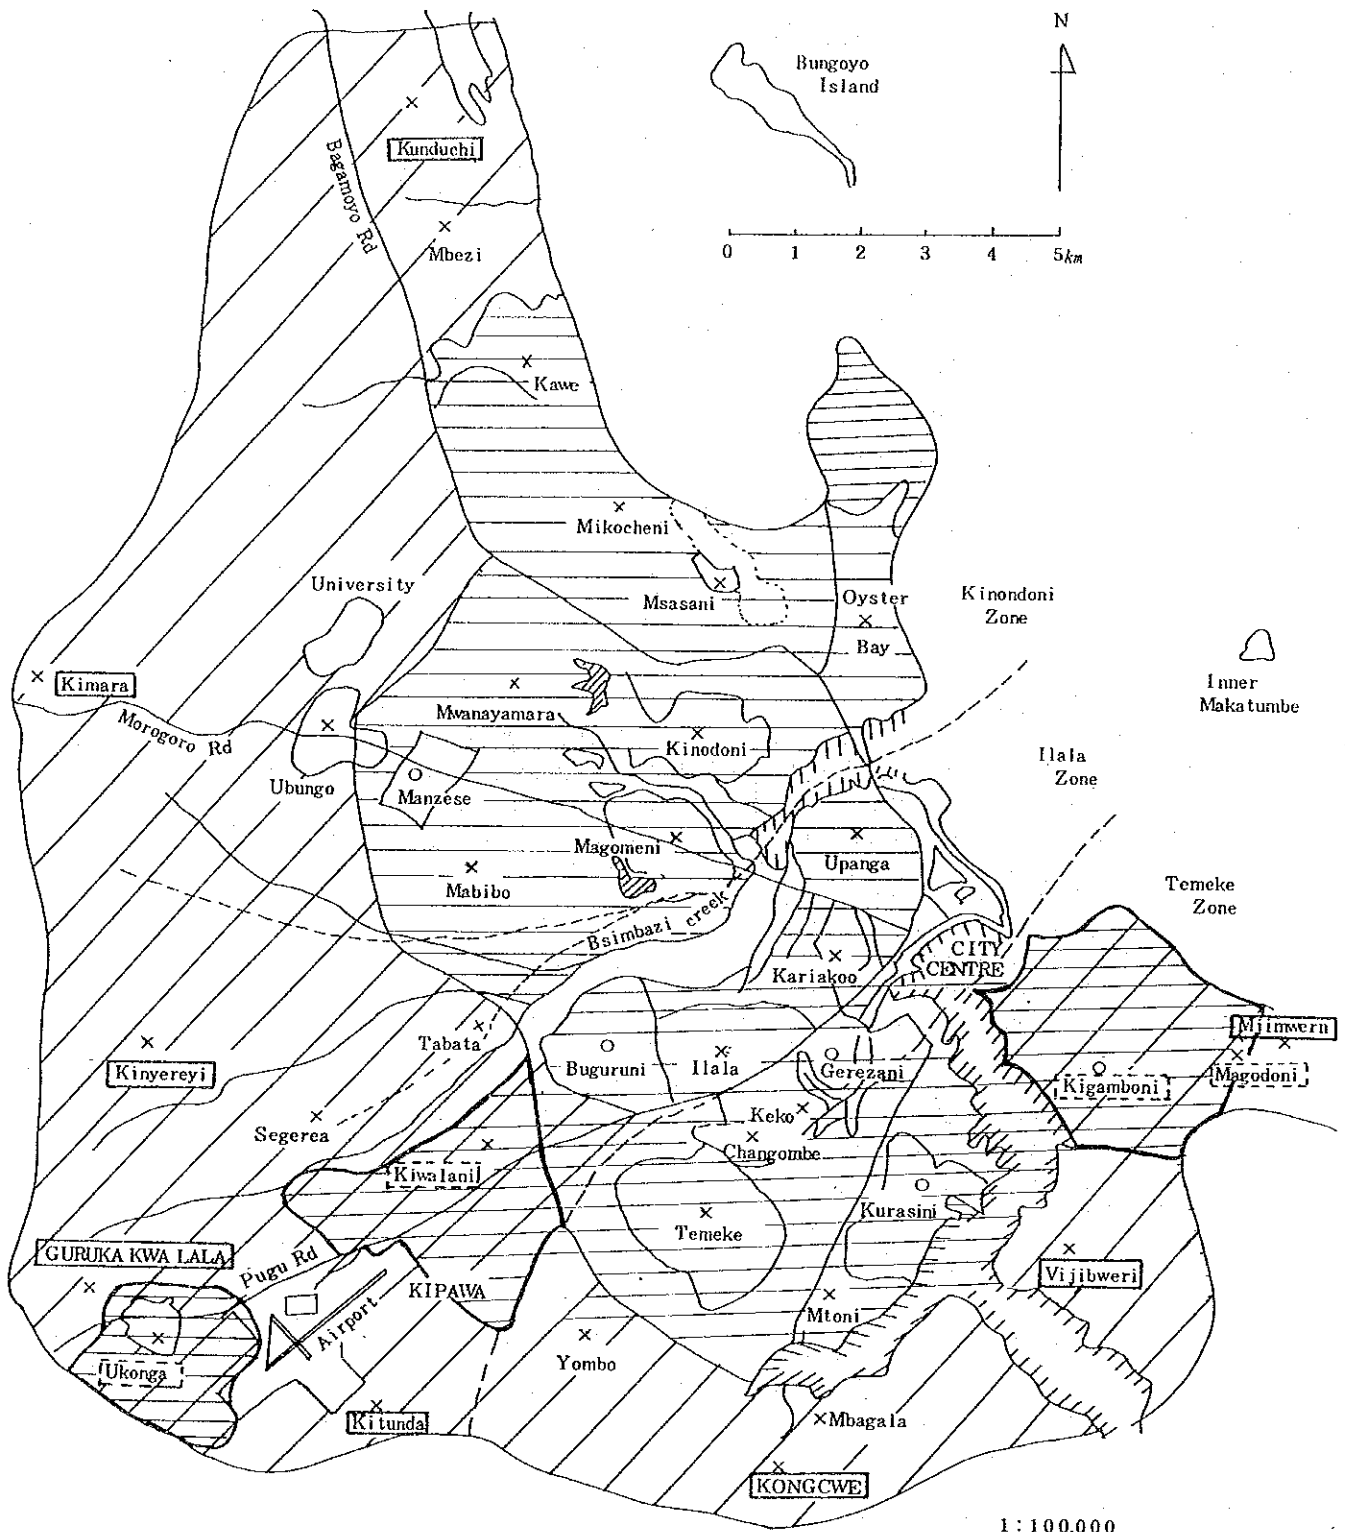 N
Bungoyo
Island
Kunduchi
Bagamoyo Rd
Mbezi
0 1 2 3 4 5km
Kawe
Mikocheni
University
Msasani
Oyster
Bay
Kinondoni
Zone
Kimara
Inner
Makatumbe
Mwanayamara
Morogoro Rd
Kinodoni
Ilala
Zone
Ubungo
Manzese
Magomeni
Upanga
Mabibo
Temeke
Zone
Bsimbazi creek
CITY
CENTRE
Kariakoo
Tabata
Mjimwern
Kinyereyi
Buguruni
Ilala
Gerezani
Kigamboni
Magodoni
Keko
Segerea
Changombe
Kiwalani
Kurasini
Temeke
GURUKA KWA LALA
Pugu Rd
Vijibweri
KIPAWA
Airport
Mtoni
Ukonga
Yombo
Kitunda
Mbagala
KONGCWE
1:100,000